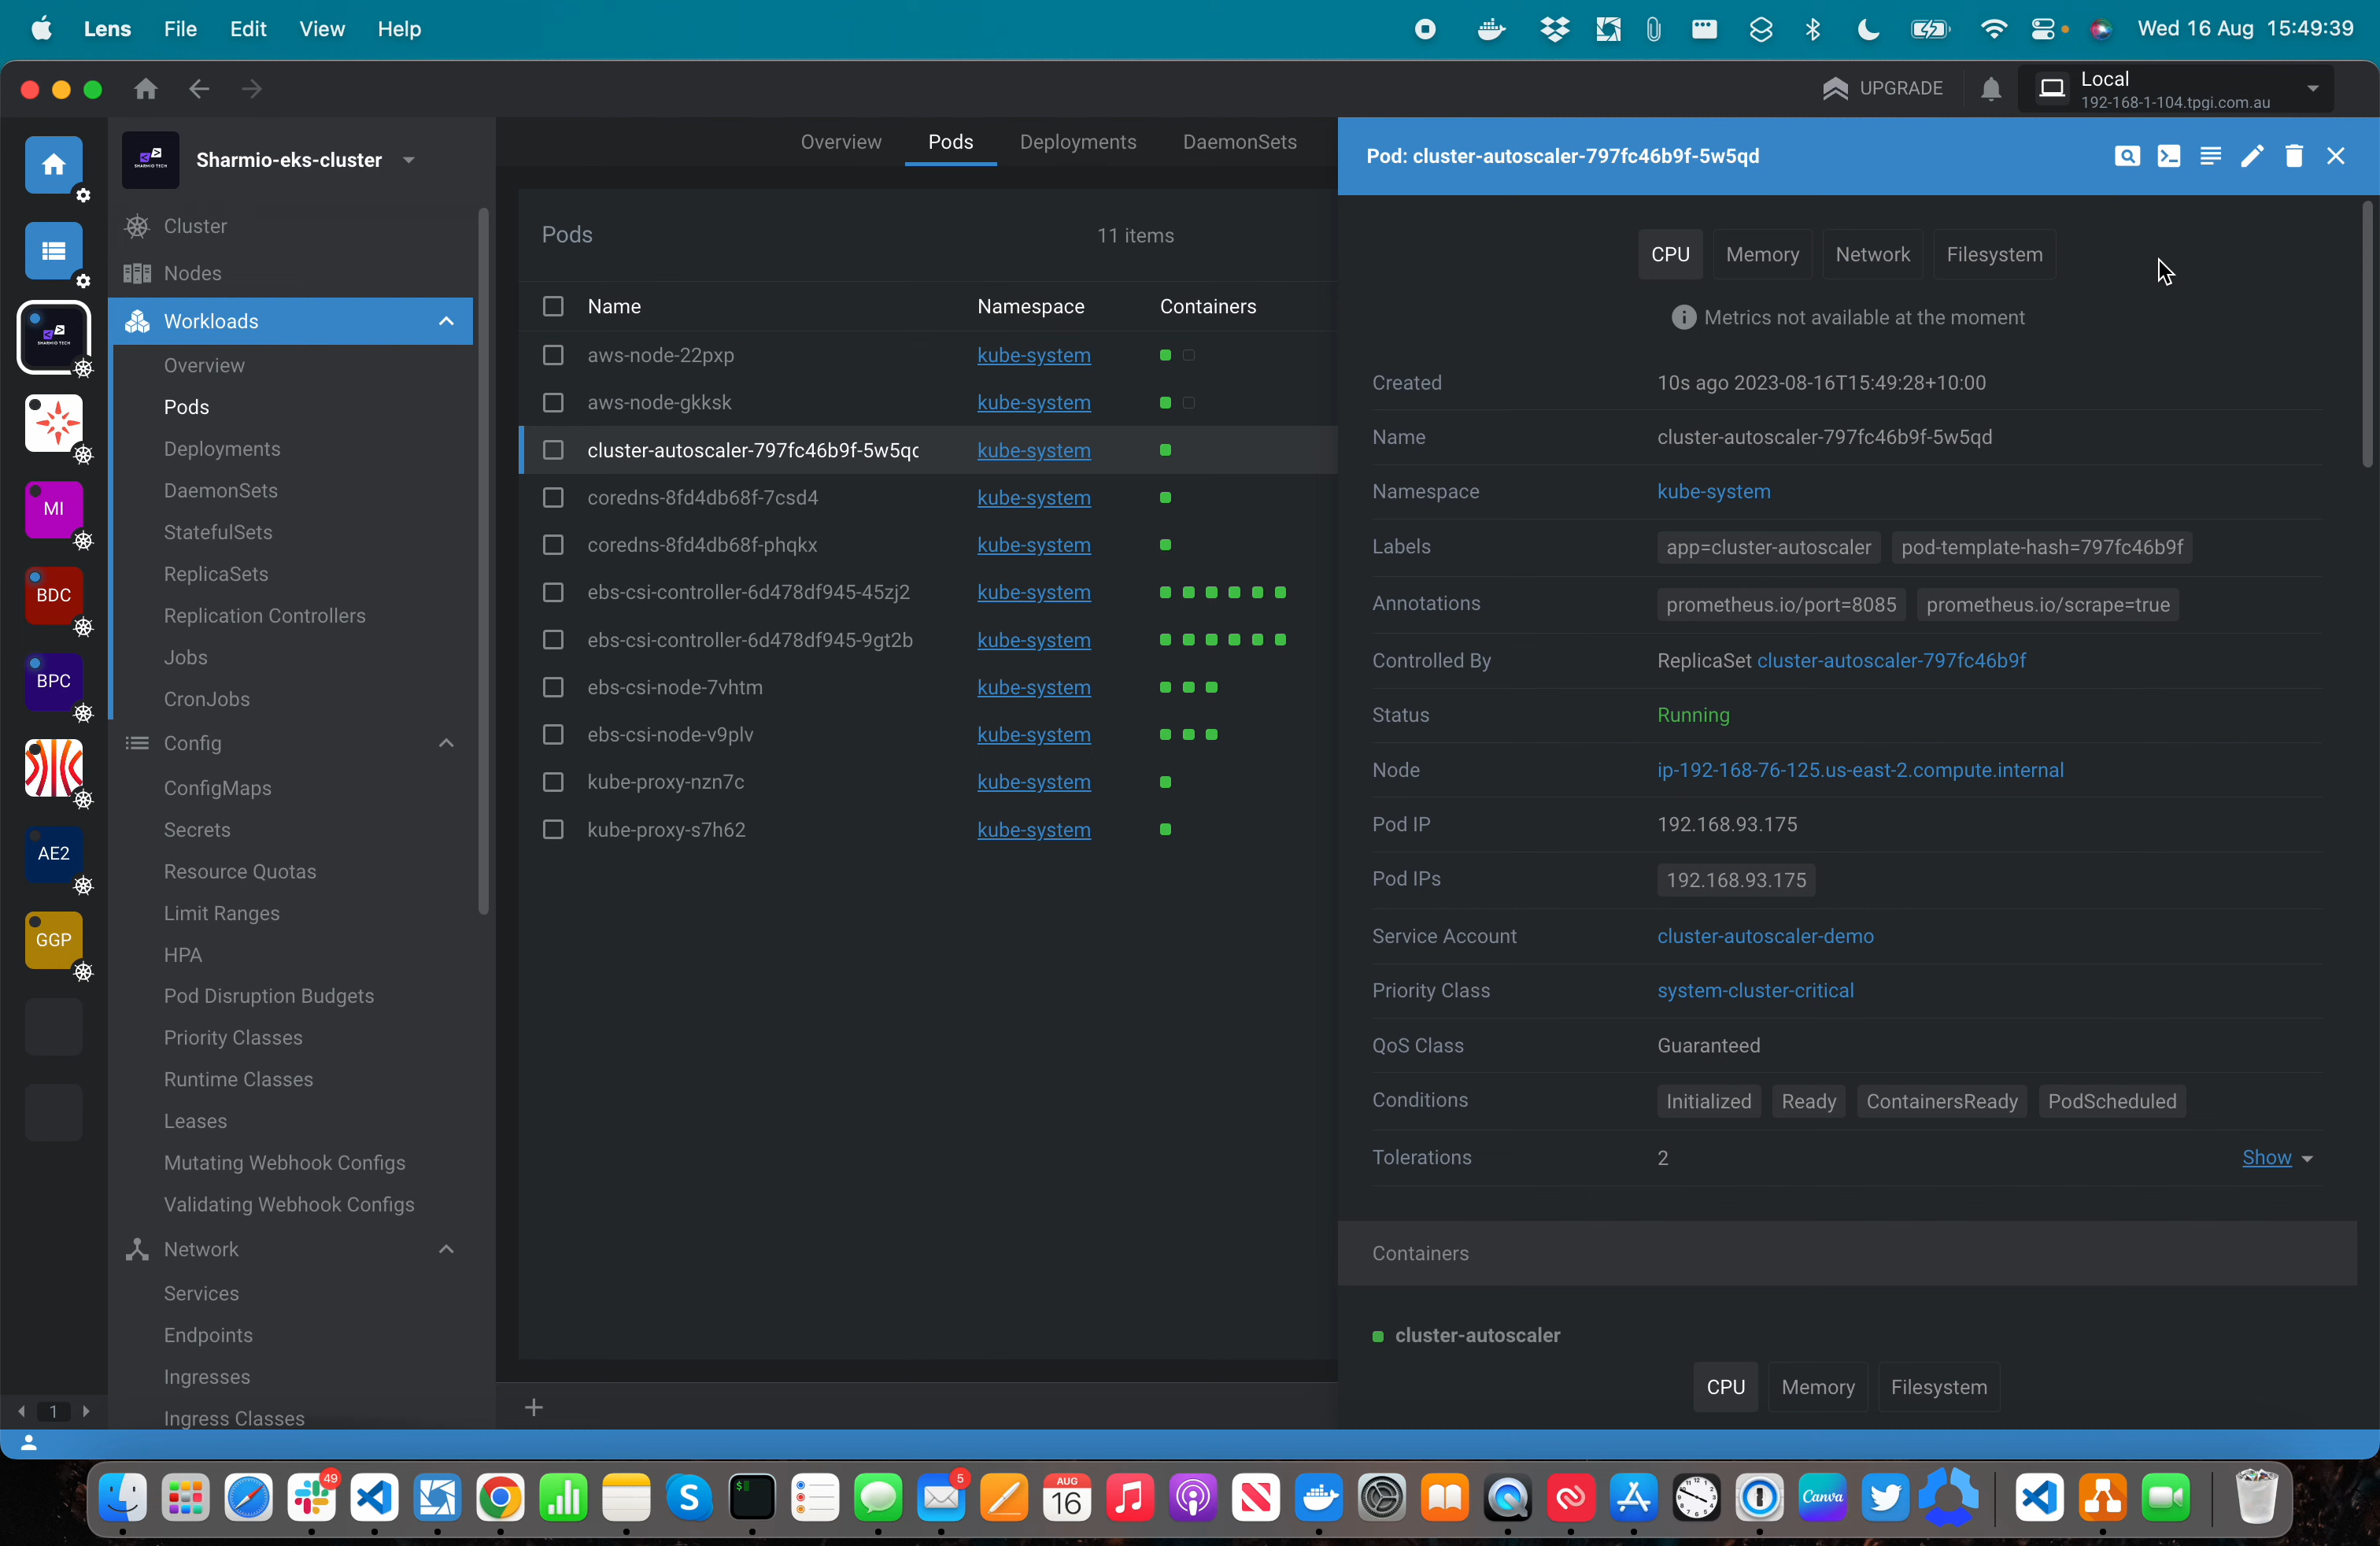 Lens File Edit View Help
Wed 16 Aug 15:49:39
UPGRADE
Local
192-168-1-104.tpgi.com.au
Sharmio-eks-cluster
SHARMIO TECH
Cluster
Nodes
Workloads
Overview
Pods
Deployments
DaemonSets
StatefulSets
ReplicaSets
Replication Controllers
Jobs
CronJobs
Config
ConfigMaps
Secrets
Resource Quotas
Limit Ranges
HPA
Pod Disruption Budgets
Priority Classes
Runtime Classes
Leases
Mutating Webhook Configs
Validating Webhook Configs
Network
Services
Endpoints
Ingresses
Ingress Classes
SHARMIO TECH
MI
BDC
BPC
AE2
GGP
1
Overview Pods Deployments DaemonSets
Pods 11 items
Name Namespace Containers
aws-node-22pxp kube-system
aws-node-gkksk kube-system
cluster-autoscaler-797fc46b9f-5w5qd kube-system
coredns-8fd4db68f-7csd4 kube-system
coredns-8fd4db68f-phqkx kube-system
ebs-csi-controller-6d478df945-45zj2 kube-system
ebs-csi-controller-6d478df945-9gt2b kube-system
ebs-csi-node-7vhtm kube-system
ebs-csi-node-v9plv kube-system
kube-proxy-nzn7c kube-system
kube-proxy-s7h62 kube-system
Pod: cluster-autoscaler-797fc46b9f-5w5qd
CPU Memory Network Filesystem
Metrics not available at the moment
Created 10s ago 2023-08-16T15:49:28+10:00
Name cluster-autoscaler-797fc46b9f-5w5qd
Namespace kube-system
Labels app=cluster-autoscaler pod-template-hash=797fc46b9f
Annotations prometheus.io/port=8085 prometheus.io/scrape=true
Controlled By ReplicaSet cluster-autoscaler-797fc46b9f
Status Running
Node ip-192-168-76-125.us-east-2.compute.internal
Pod IP 192.168.93.175
Pod IPs 192.168.93.175
Service Account cluster-autoscaler-demo
Priority Class system-cluster-critical
QoS Class Guaranteed
Conditions Initialized Ready ContainersReady PodScheduled
Tolerations 2 Show
Containers
cluster-autoscaler
CPU Memory Filesystem
49
$
5
AUG
16
Canva